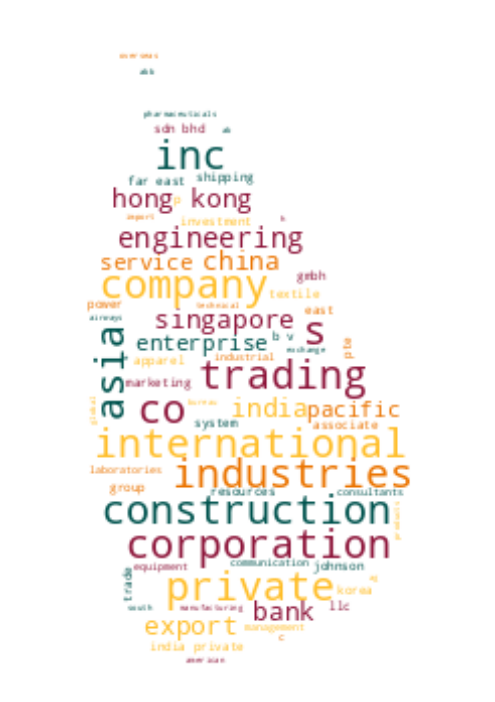 overseas
abb
pharmaceuticals
sdn bhd ab
inc
far east shipping
hong kong
p
import investment h
engineering
service china
gmbh
company textile
power technical east
airways
singapore s
enterprise b v
exchange pte
asia
apparel industrial
marketing trading
global co bureau india pacific
system associate
international
laboratories industries
group resources consultants
construction products
corporation
equipment communication johnson
trade private korea
south manufacturing bank llc
export management
c
india private
american